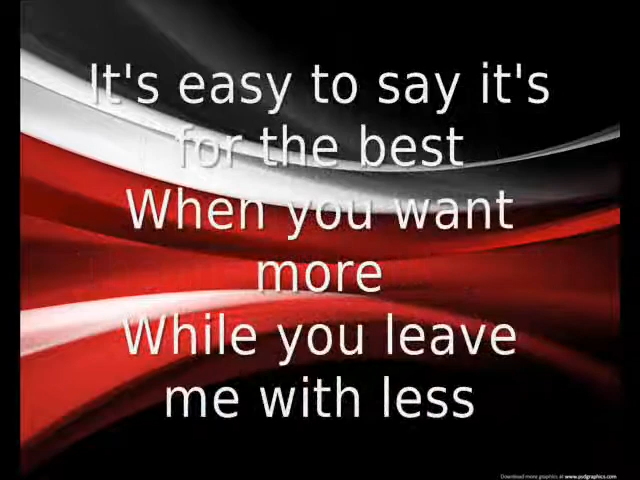 It's easy to say it's
for the best
When you want
more
While you leave
me with less
Download more graphics at www.psdgraphics.com